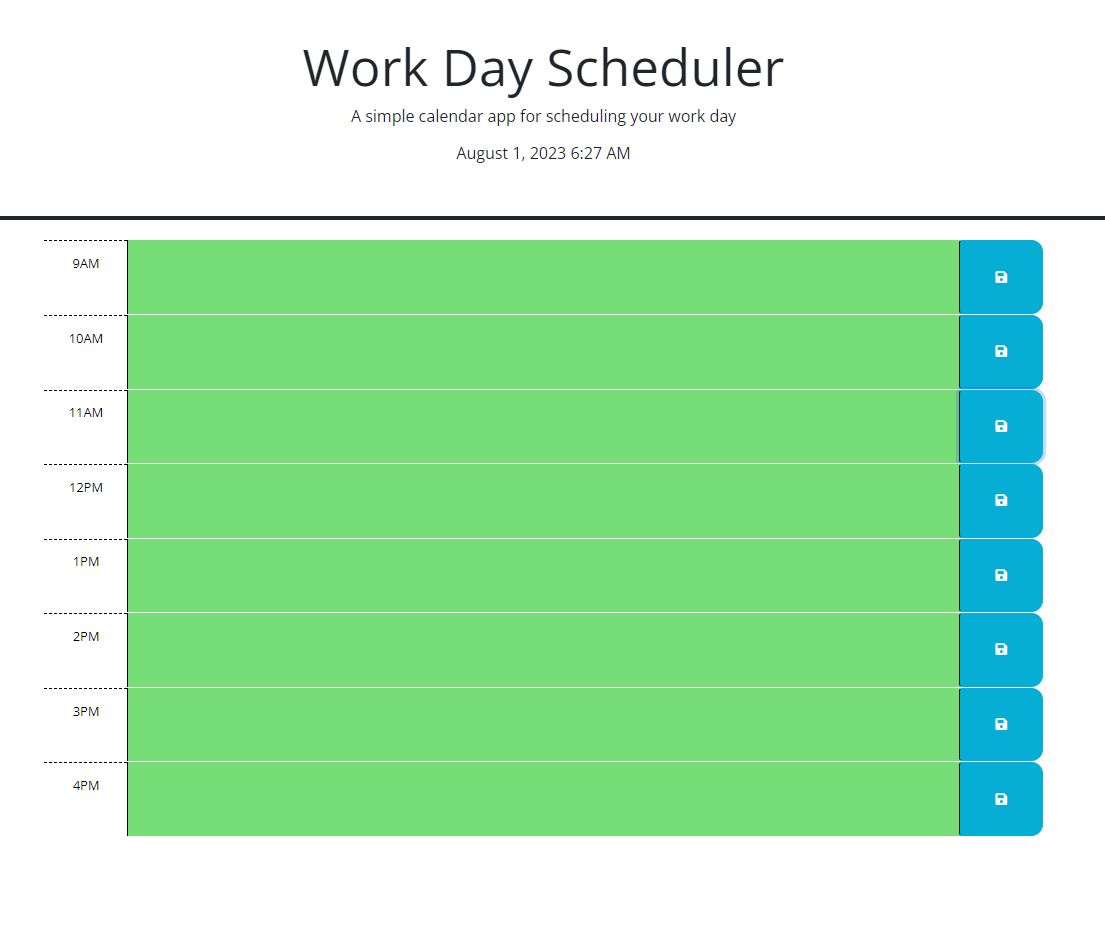 Work Day Scheduler
A simple calendar app for scheduling your work day
August 1, 2023 6:27 AM
9AM
10AM
11AM
12PM
1PM
2PM
3PM
4PM